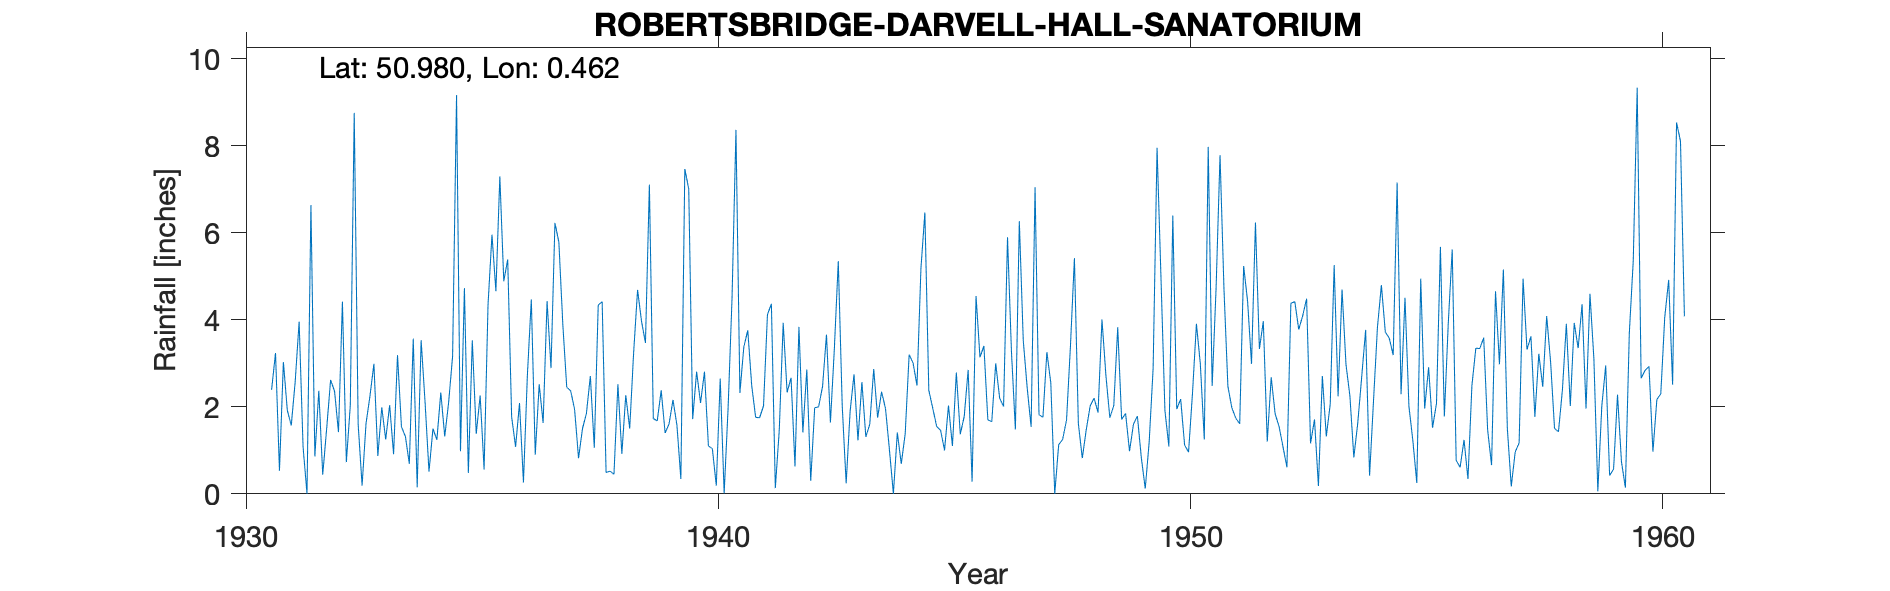 ROBERTSBRIDGE-DARVELL-HALL-SANATORIUM
Lat: 50.980, Lon: 0.462
Rainfall [inches]
10
8
6
4
2
0
1930 1940 1950 1960
Year